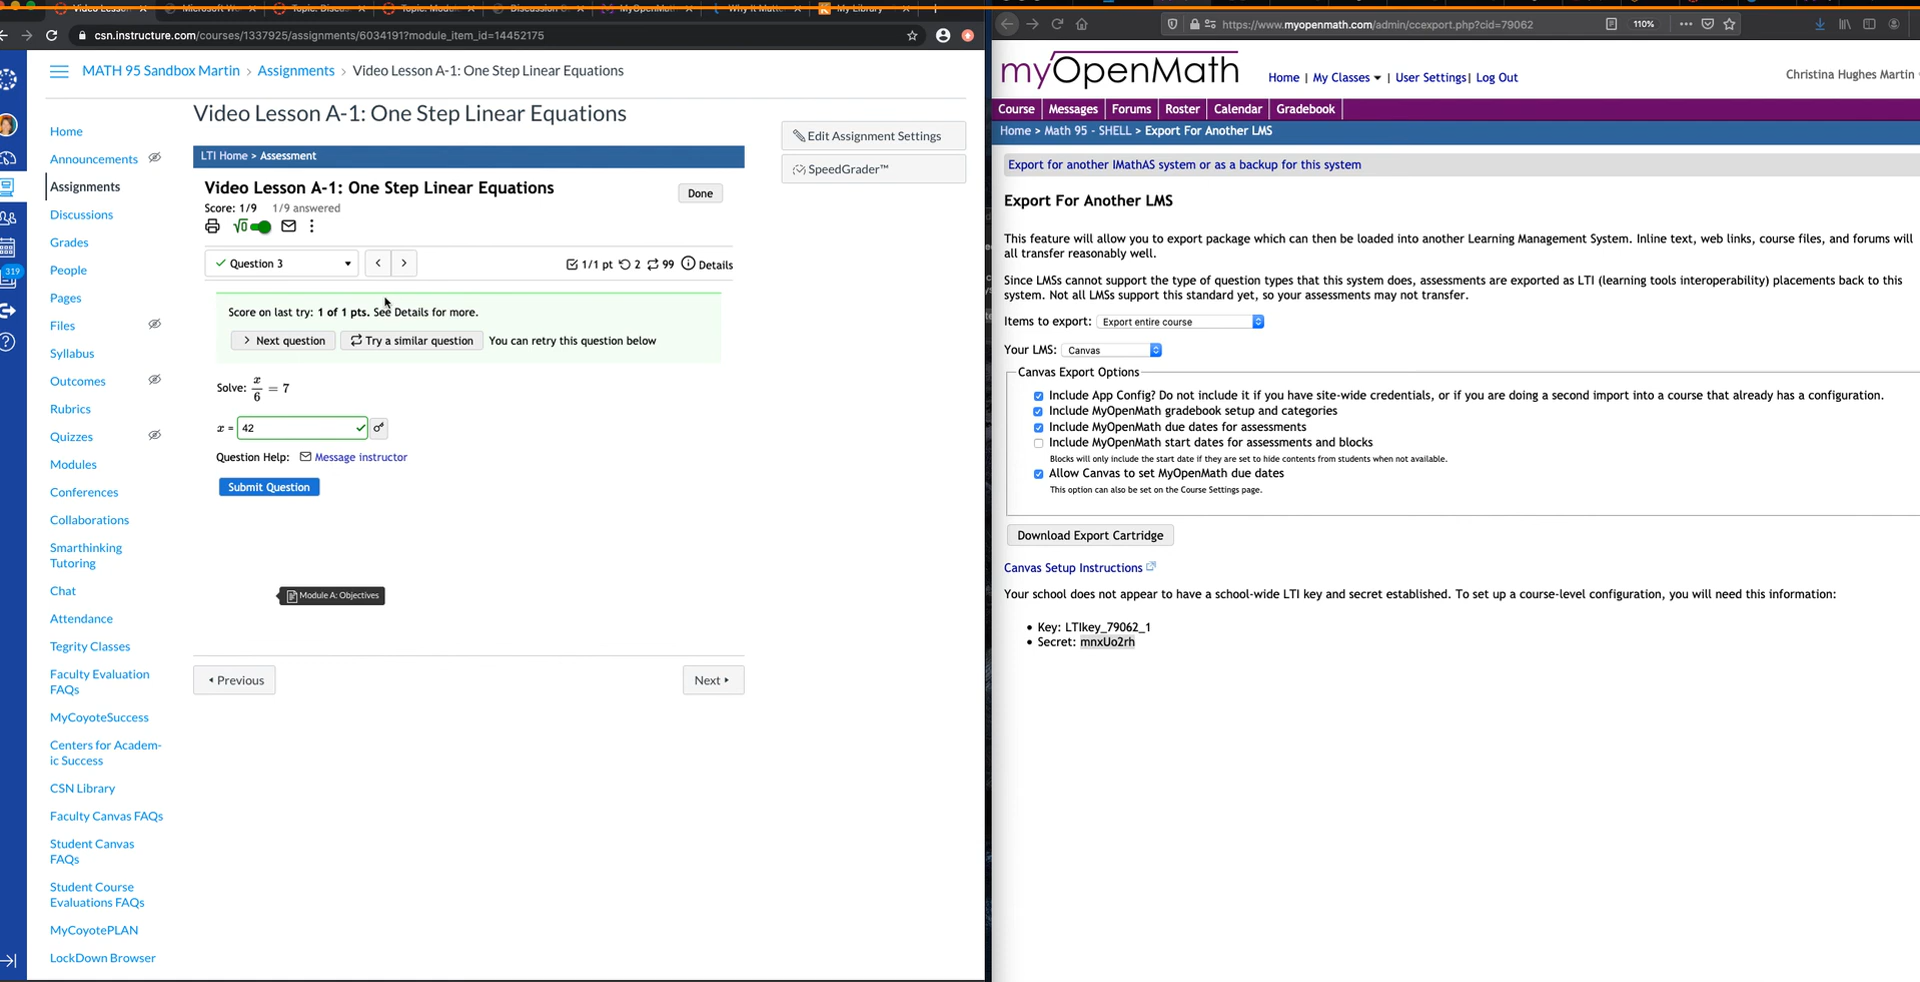 Video Lesson
Microsoft W
Topic: Discu
Topic: Modu
Discussion
MyOpenMat
Why It Matte
My Library
csn.instructure.com/courses/1337925/assignments/6034191?module_item_id=14452175
MATH 95 Sandbox Martin > Assignments > Video Lesson A-1: One Step Linear Equations
Video Lesson A-1: One Step Linear Equations
Edit Assignment Settings
SpeedGrader™
319
Home
Announcements
Assignments
Discussions
Grades
People
Pages
Files
Syllabus
Outcomes
Rubrics
Quizzes
Modules
Conferences
Collaborations
Smarthinking
Tutoring
Chat
Attendance
Tegrity Classes
Faculty Evaluation
FAQs
MyCoyoteSuccess
Centers for Academ-
ic Success
CSN Library
Faculty Canvas FAQs
Student Canvas
FAQs
Student Course
Evaluations FAQs
MyCoyotePLAN
LockDown Browser
LTI Home > Assessment
Video Lesson A-1: One Step Linear Equations
Done
Score: 1/9 1/9 answered
√0
Question 3
1/1 pt 2 99 Details
Score on last try: 1 of 1 pts. See Details for more.
> Next question
Try a similar question
You can retry this question below
Solve: x/6 = 7
x = 42
Question Help: Message instructor
Submit Question
Module A: Objectives
Previous
Next
https://www.myopenmath.com/admin/ccexport.php?cid=79062
110%
myOpenMath
Home | My Classes | User Settings | Log Out
Christina Hughes Martin
Course | Messages | Forums | Roster | Calendar | Gradebook
Home > Math 95 - SHELL > Export For Another LMS
Export for another IMathAS system or as a backup for this system
Export For Another LMS
This feature will allow you to export package which can then be loaded into another Learning Management System. Inline text, web links, course files, and forums will
all transfer reasonably well.
Since LMSs cannot support the type of question types that this system does, assessments are exported as LTI (learning tools interoperability) placements back to this
system. Not all LMSs support this standard yet, so your assessments may not transfer.
Items to export: Export entire course
Your LMS: Canvas
Canvas Export Options
Include App Config? Do not include it if you have site-wide credentials, or if you are doing a second import into a course that already has a configuration.
Include MyOpenMath gradebook setup and categories
Include MyOpenMath due dates for assessments
Include MyOpenMath start dates for assessments and blocks
Blocks will only include the start date if they are set to hide contents from students when not available.
Allow Canvas to set MyOpenMath due dates
This option can also be set on the Course Settings page.
Download Export Cartridge
Canvas Setup Instructions
Your school does not appear to have a school-wide LTI key and secret established. To set up a course-level configuration, you will need this information:
• Key: LTIkey_79062_1
• Secret: mnxUo2rh